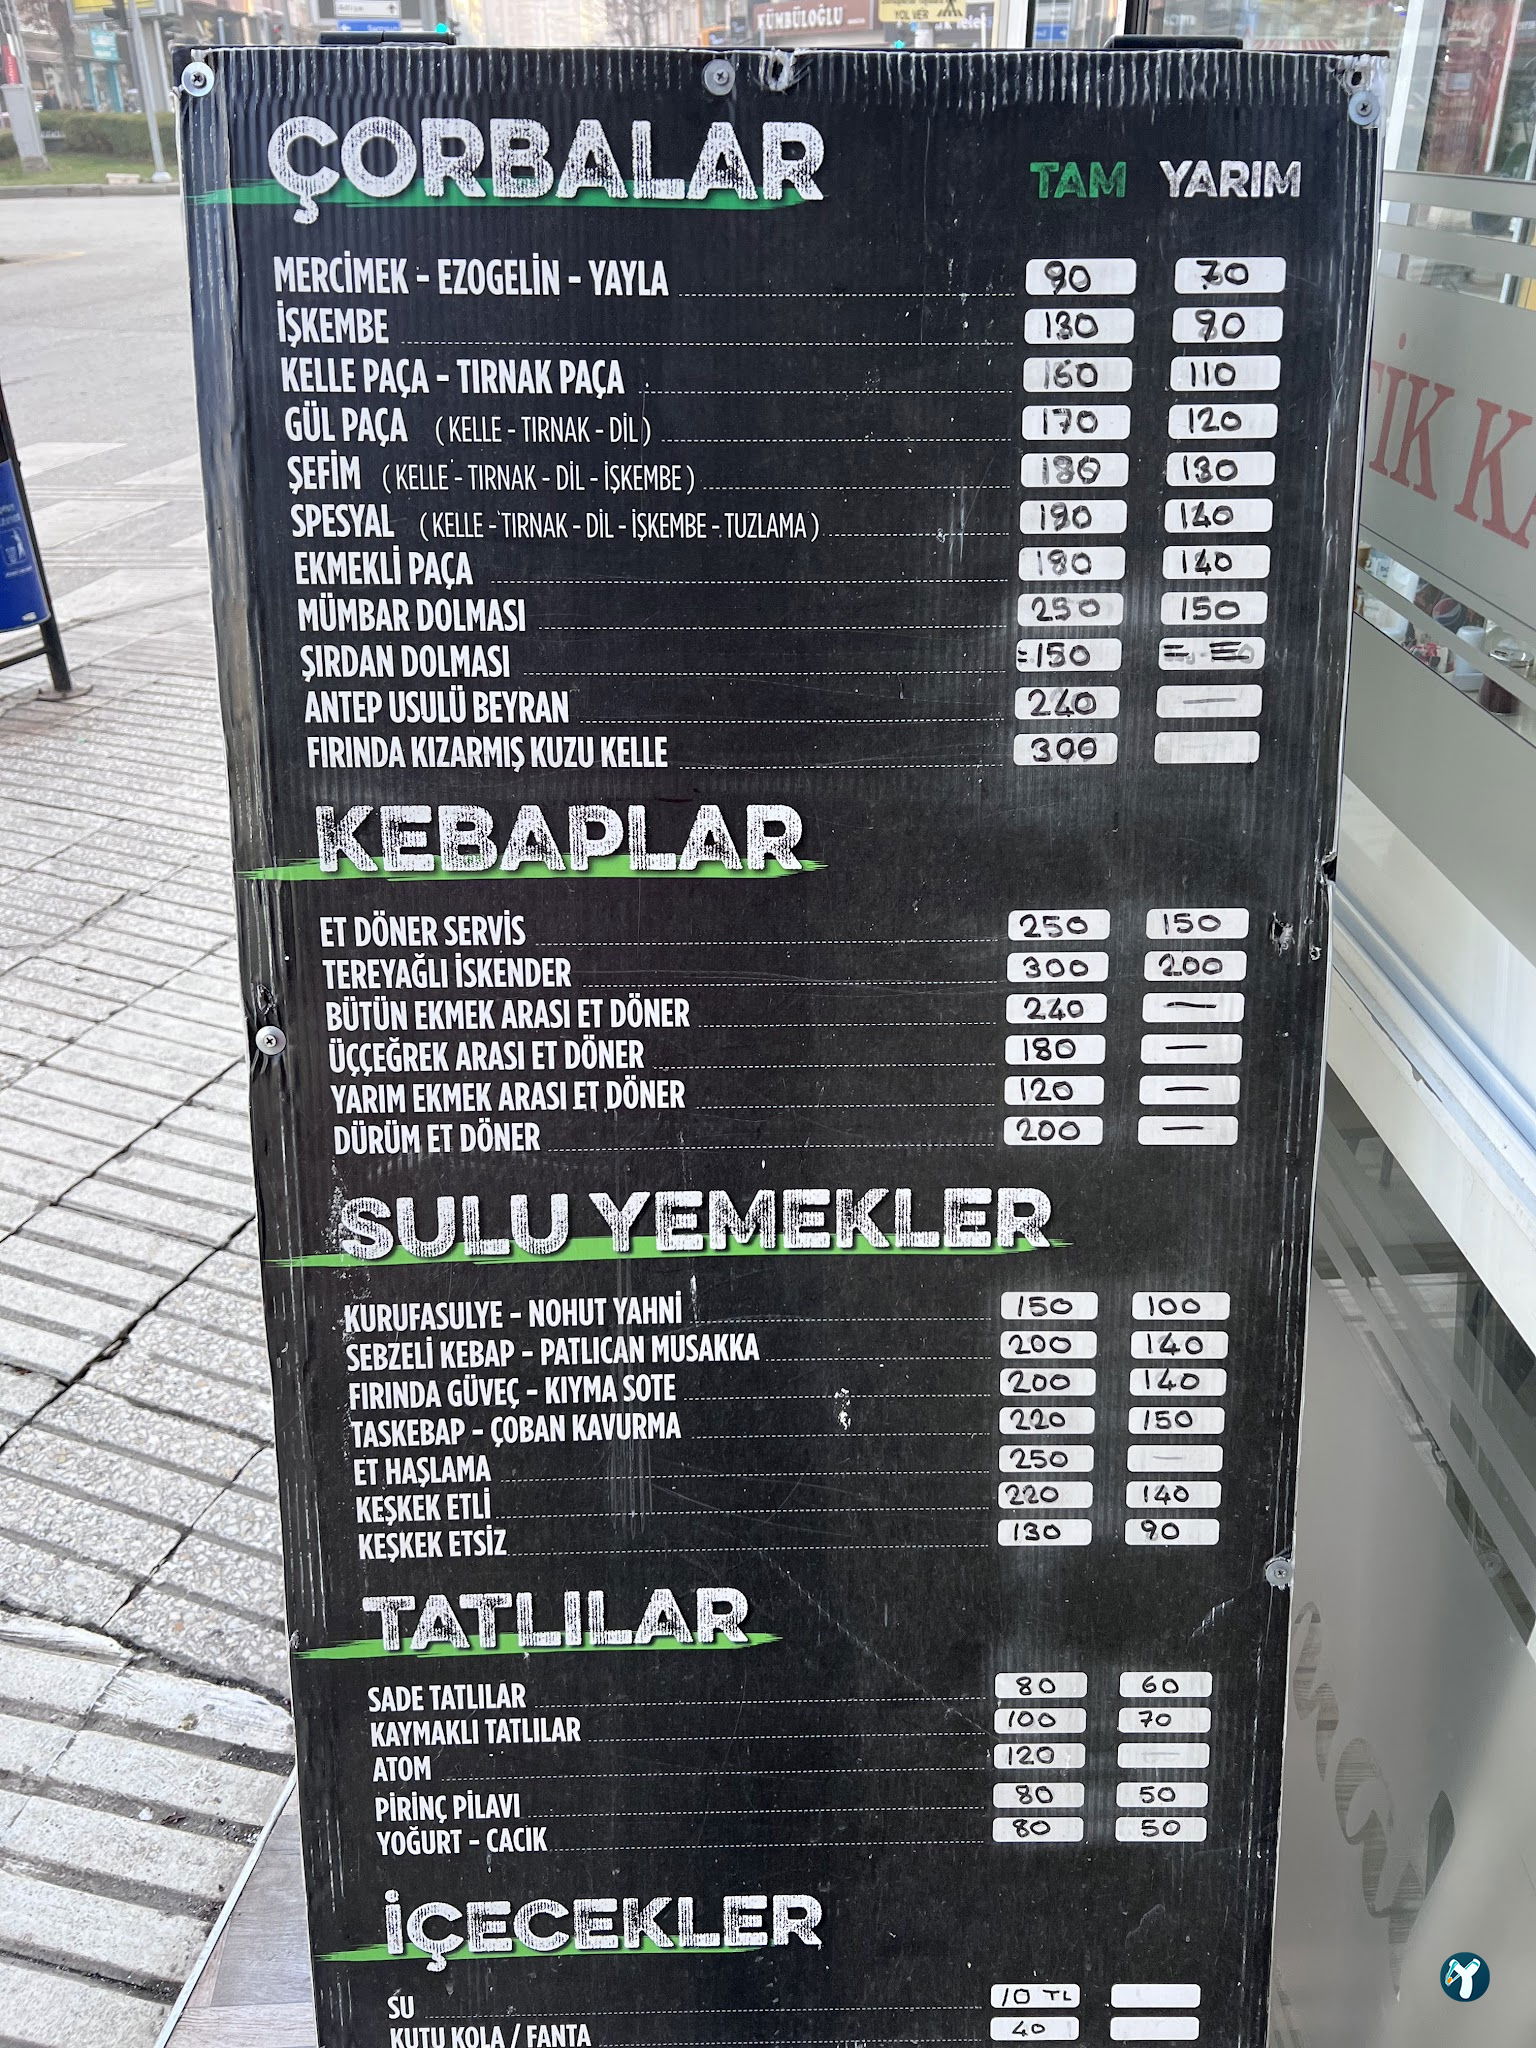 KÜMBÜLOĞLU
YOL VER
ÇORBALAR TAM YARIM
MERCİMEK - EZOGELİN - YAYLA 90 70
İŞKEMBE 130 90
KELLE PAÇA - TIRNAK PAÇA 160 110
GÜL PAÇA (KELLE - TIRNAK - DİL) 170 120
ŞEFİM (KELLE - TIRNAK - DİL - İŞKEMBE) 180 130
SPESYAL (KELLE - TIRNAK - DİL - İŞKEMBE - TUZLAMA) 190 140
EKMEKLİ PAÇA 190 140
MÜMBAR DOLMASI 250 150
ŞIRDAN DOLMASI 150
ANTEP USULÜ BEYRAN 240 —
FIRINDA KIZARMIŞ KUZU KELLE 300
KEBAPLAR
ET DÖNER SERVİS 250 150
TEREYAĞLI İSKENDER 300 200
BÜTÜN EKMEK ARASI ET DÖNER 240 —
ÜÇÇEĞREK ARASI ET DÖNER 180 —
YARIM EKMEK ARASI ET DÖNER 120 —
DÜRÜM ET DÖNER 200 —
SULU YEMEKLER
KURUFASULYE - NOHUT YAHNİ 150 100
SEBZELİ KEBAP - PATLICAN MUSAKKA 200 140
FIRINDA GÜVEÇ - KIYMA SOTE 200 140
TASKEBAP - ÇOBAN KAVURMA 220 150
ET HAŞLAMA 250 —
KEŞKEK ETLİ 220 140
KEŞKEK ETSİZ 130 90
TATLILAR
SADE TATLILAR 80 60
KAYMAKLI TATLILAR 100 70
ATOM 120 —
PİRİNÇ PİLAVI 80 50
YOĞURT - CACIK 80 50
İÇECEKLER
SU 10 TL
KUTU KOLA / FANTA 40